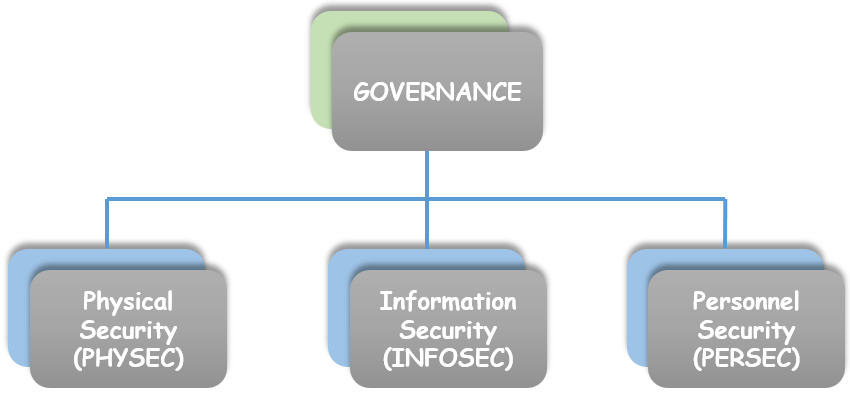 GOVERNANCE
Physical
Security
(PHYSEC)
Information
Security
(INFOSEC)
Personnel
Security
(PERSEC)